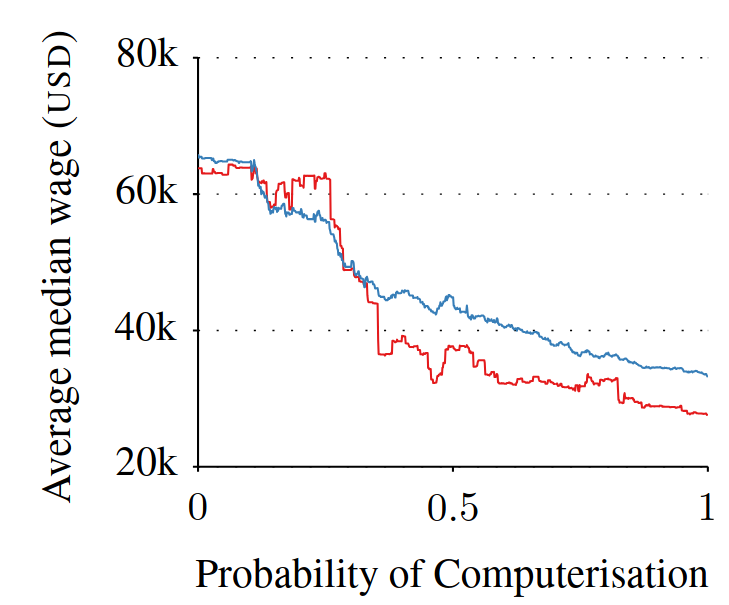 80k
60k
40k
20k
Average median wage (USD)
0 0.5 1
Probability of Computerisation